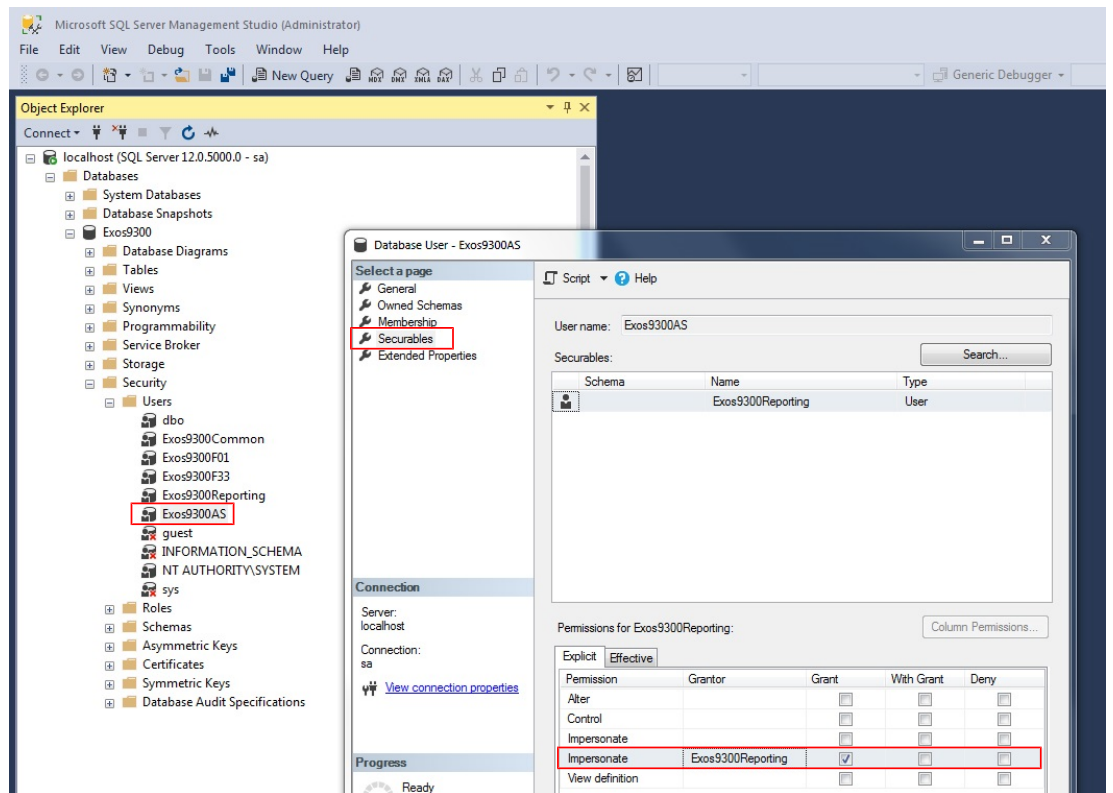 Microsoft SQL Server Management Studio (Administrator)
File Edit View Debug Tools Window Help
New Query MDX DMX XMLA DAX Generic Debugger
Object Explorer
Connect
localhost (SQL Server 12.0.5000.0 - sa)
Databases
System Databases
Database Snapshots
Exos9300
Database Diagrams
Tables
Views
Synonyms
Programmability
Service Broker
Storage
Security
Users
dbo
Exos9300Common
Exos9300F01
Exos9300F33
Exos9300Reporting
Exos9300AS
guest
INFORMATION_SCHEMA
NT AUTHORITY\SYSTEM
sys
Roles
Schemas
Asymmetric Keys
Certificates
Symmetric Keys
Database Audit Specifications
Database User - Exos9300AS
Select a page
General
Owned Schemas
Membership
Securables
Extended Properties
Connection
Server:
localhost
Connection:
sa
View connection properties
Progress
Ready
Script Help
User name: Exos9300AS
Securables: Search...
Schema Name Type
Exos9300Reporting User
Permissions for Exos9300Reporting: Column Permissions...
Explicit Effective
Permission Grantor Grant With Grant Deny
Alter
Control
Impersonate
Impersonate Exos9300Reporting
View definition